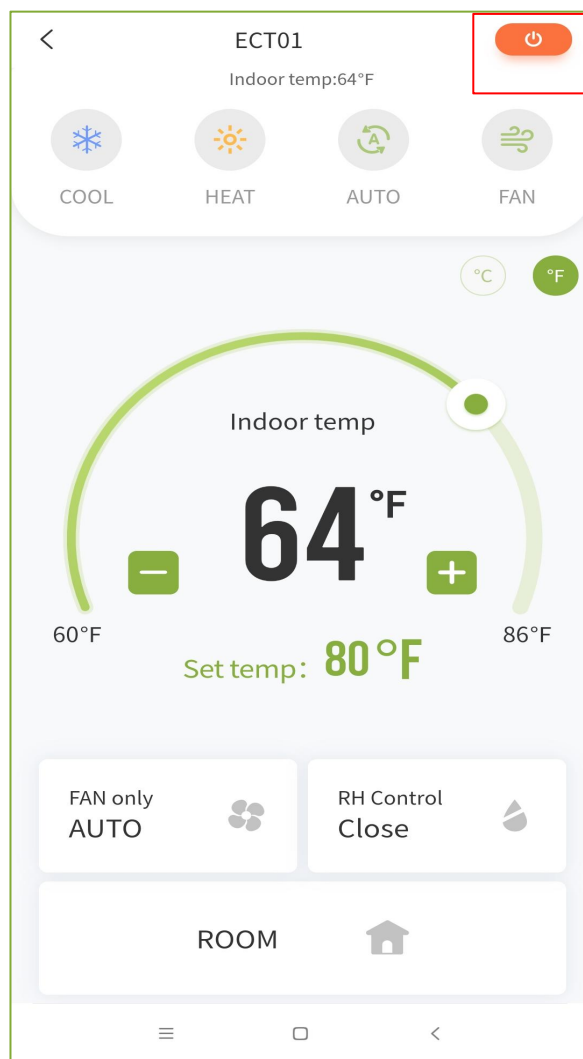 ECT01
Indoor temp:64°F
COOL HEAT AUTO FAN
°C °F
Indoor temp
64°F
60°F 86°F
Set temp: 80°F
FAN only
AUTO
RH Control
Close
ROOM